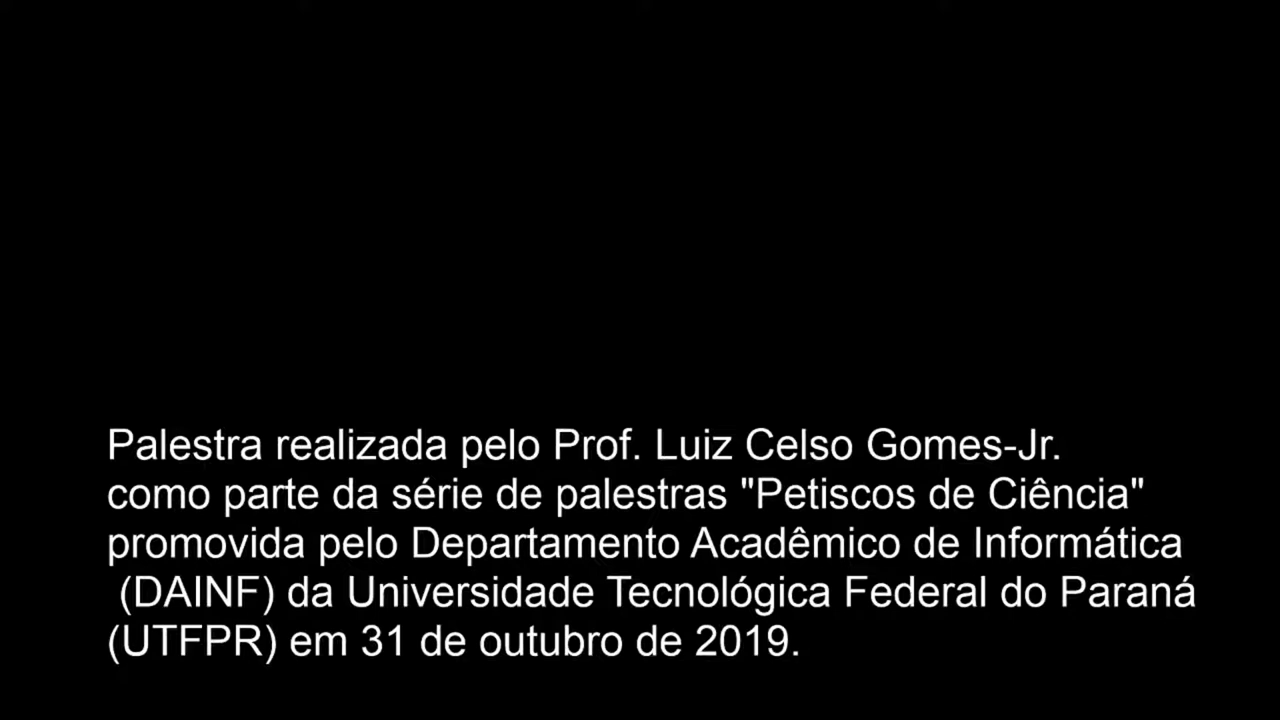 Palestra realizada pelo Prof. Luiz Celso Gomes-Jr.
como parte da série de palestras "Petiscos de Ciência"
promovida pelo Departamento Acadêmico de Informática
(DAINF) da Universidade Tecnológica Federal do Paraná
(UTFPR) em 31 de outubro de 2019.